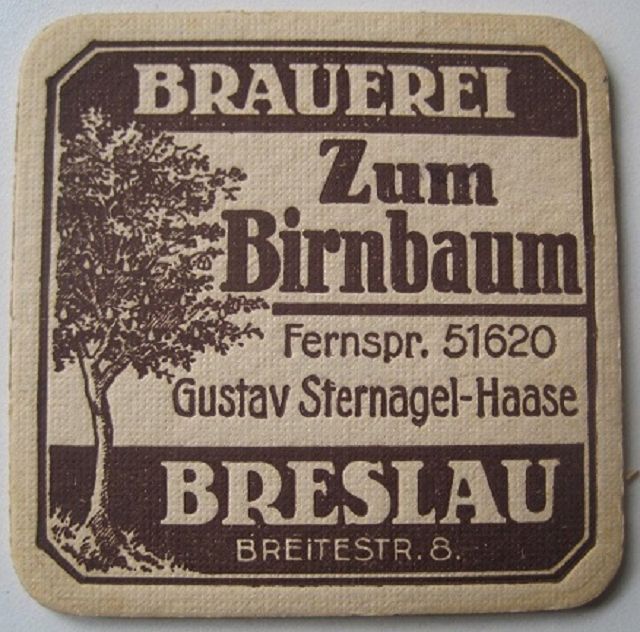 BRAUEREI
Zum
Birnbaum
Fernspr. 51620
Gustav Sternagel-Haase
BRESLAU
BREITESTR. 8.